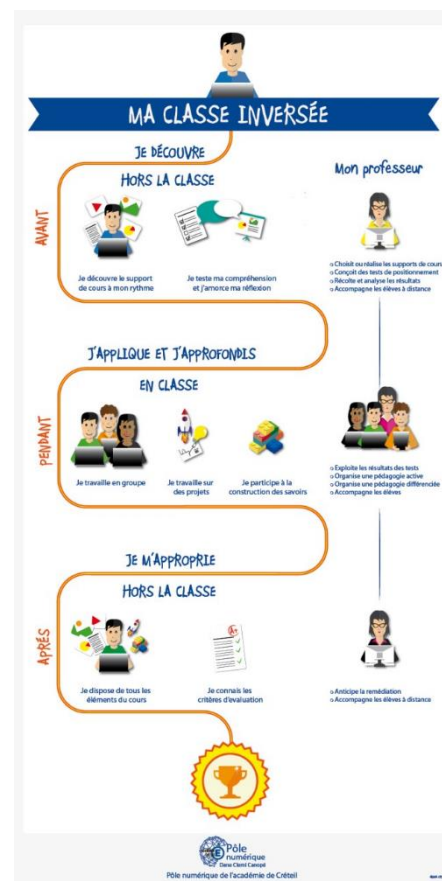 MA CLASSE INVERSÉE
JE DÉCOUVRE
HORS LA CLASSE
Mon professeur
AVANT
Je découvre le support
de cours à mon rythme
Je teste ma compréhension
et j'amorce ma réflexion
Choisit ou réalise les supports de cours
Conçoit des tests de positionnement
Récolte et analyse les résultats
Accompagne les élèves à distance
J'APPLIQUE ET J'APPROFONDIS
EN CLASSE
PENDANT
Je travaille en groupe
Je travaille sur
des projets
Je participe à la
construction des savoirs
Exploite les résultats des tests
Organise une pédagogie active
Organise une pédagogie différenciée
Accompagne les élèves
JE M'APPROPRIE
HORS LA CLASSE
APRÉS
A+
Je dispose de tous les
éléments du cours
Je connais les
critères d'evaluation
Anticipe la remédiation
Accompagne les élèves à distance
Pôle
numérique
Dane Clemi Canopé
Pôle numérique de l'académie de Créteil